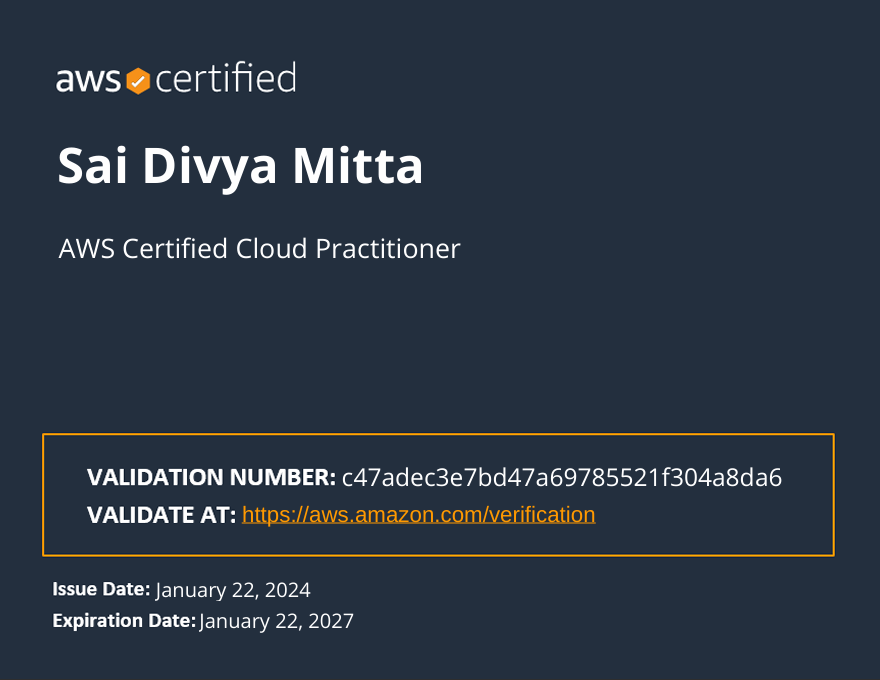 aws certified
Sai Divya Mitta
AWS Certified Cloud Practitioner
VALIDATION NUMBER: c47adec3e7bd47a69785521f304a8da6
VALIDATE AT: https://aws.amazon.com/verification
Issue Date: January 22, 2024
Expiration Date: January 22, 2027